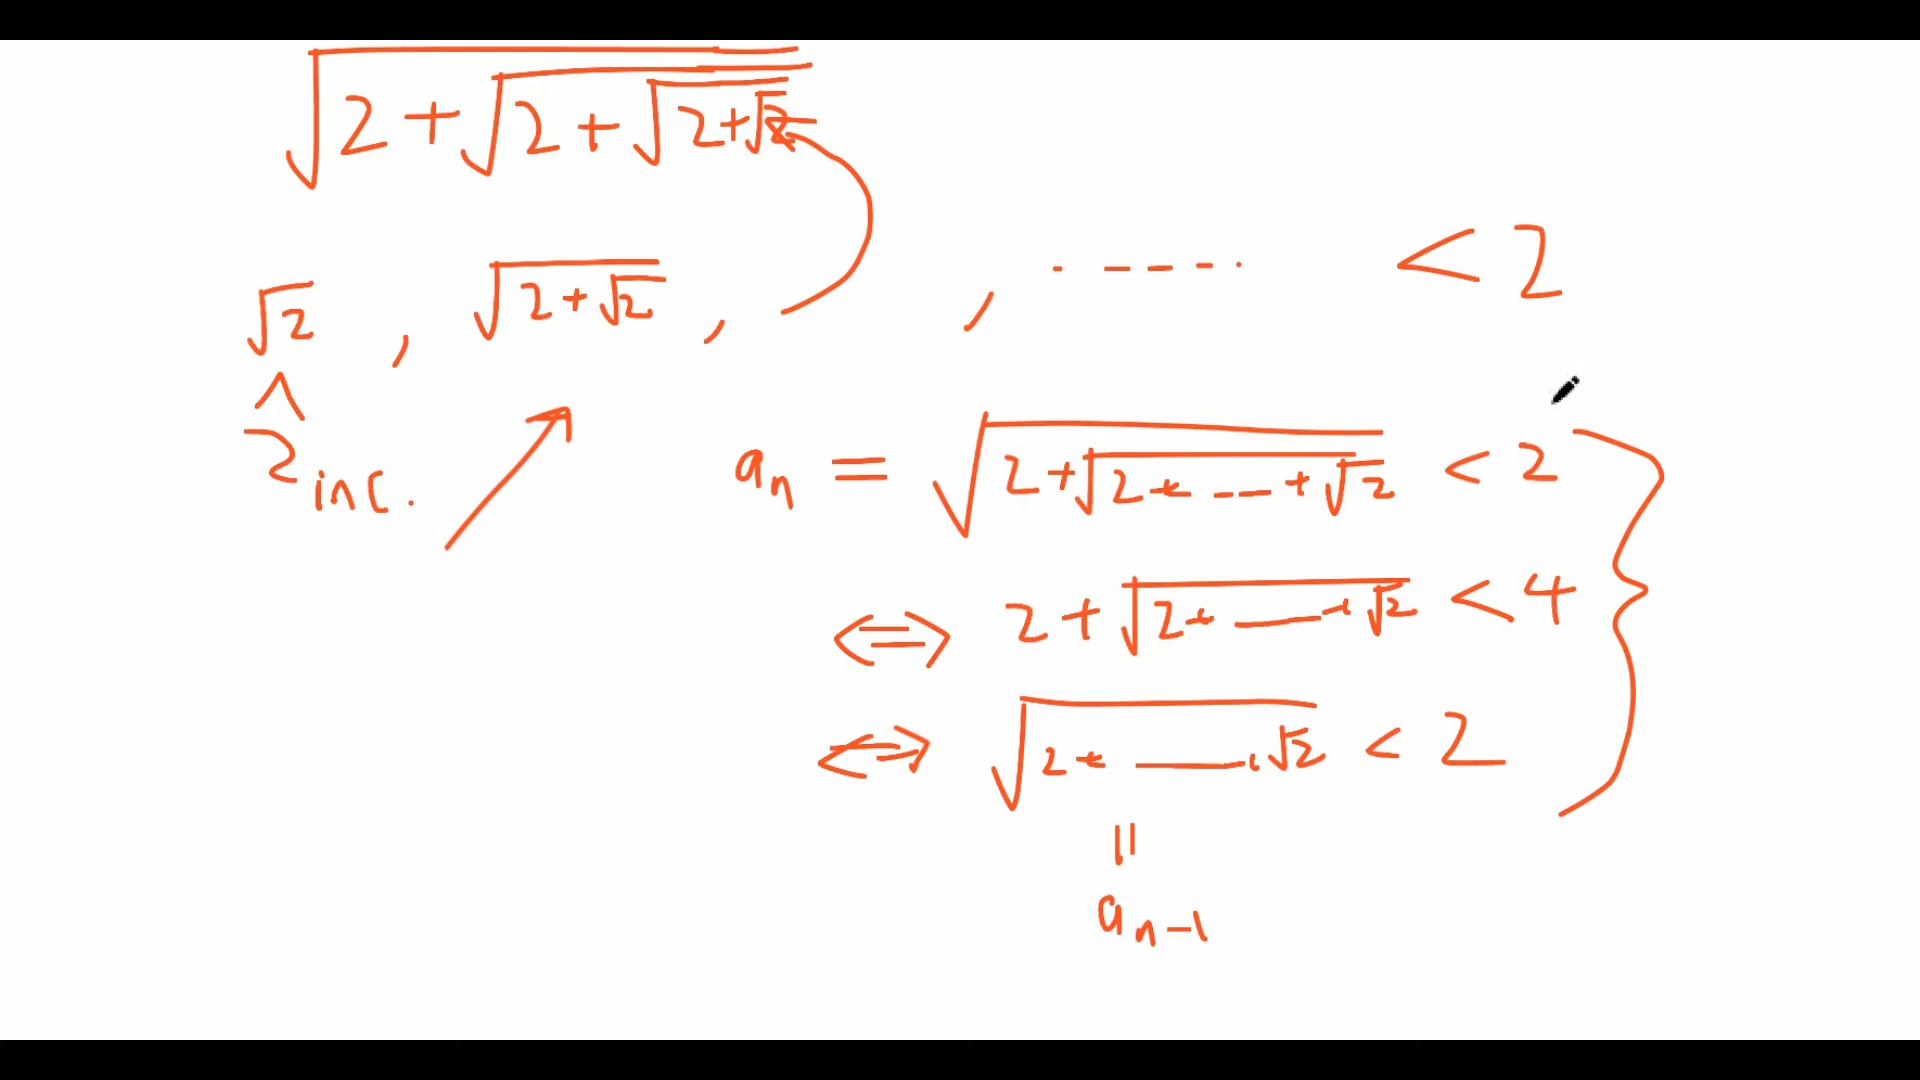 √(2+√(2+√(2+√2
√2 , √(2+√2) , , . - - - . < 2
∧
2
inc.
aₙ = √(2+√(2+ --- +√2 < 2
⟺ 2+√(2+ —— +√2 < 4
⟺ √(2+ —— +√2 < 2
||
aₙ₋₁